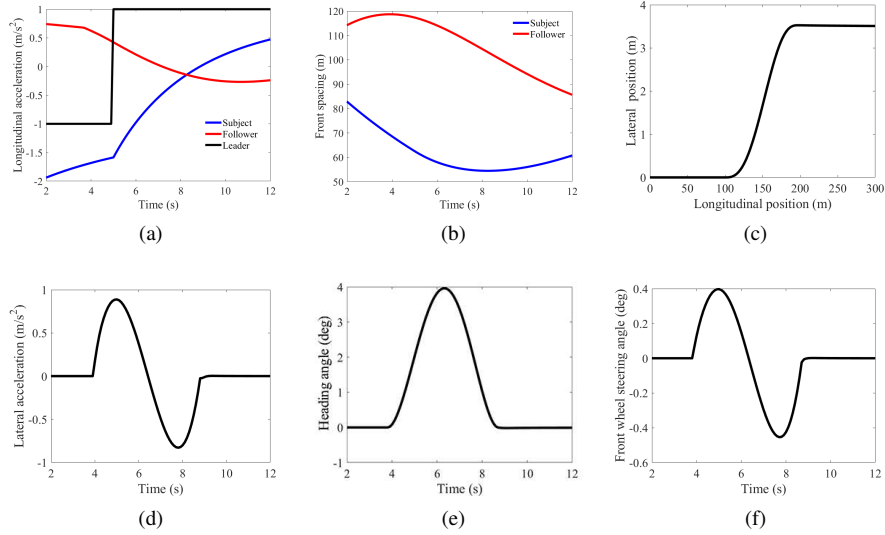 Longitudinal acceleration (m/s²)
1
0.5
0
-0.5
-1
-1.5
-2
2 4 6 8 10 12
Time (s)
Subject
Follower
Leader
(a)
Front spacing (m)
120
110
100
90
80
70
60
50
2 4 6 8 10 12
Time (s)
Subject
Follower
(b)
Lateral position (m)
4
3
2
1
0
0 50 100 150 200 250 300
Longitudinal position (m)
(c)
Lateral acceleration (m/s²)
1
0.5
0
-0.5
-1
2 4 6 8 10 12
Time (s)
(d)
Heading angle (deg)
4
3
2
1
0
-1
2 4 6 8 10 12
Time (s)
(e)
Front wheel steering angle (deg)
0.4
0.2
0
-0.2
-0.4
-0.6
2 4 6 8 10 12
Time (s)
(f)